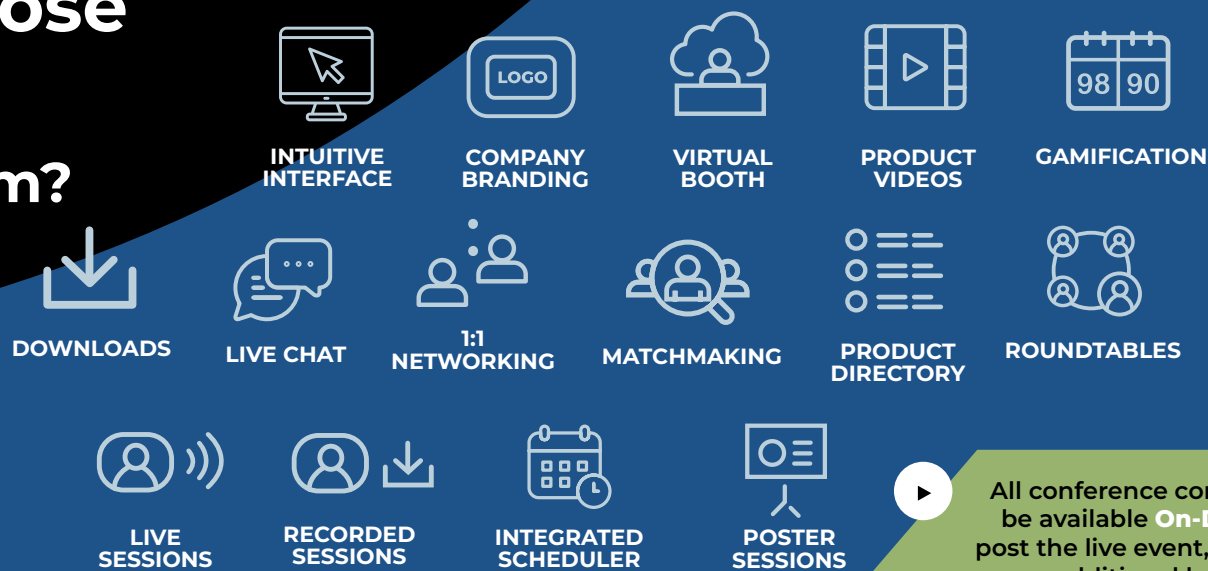 ose
m?
LOGO
98 90
INTUITIVE
INTERFACE
COMPANY
BRANDING
VIRTUAL
BOOTH
PRODUCT
VIDEOS
GAMIFICATION
DOWNLOADS
LIVE CHAT
1:1
NETWORKING
MATCHMAKING
PRODUCT
DIRECTORY
ROUNDTABLES
LIVE
SESSIONS
RECORDED
SESSIONS
INTEGRATED
SCHEDULER
POSTER
SESSIONS
All conference con
be available On-D
post the live event,